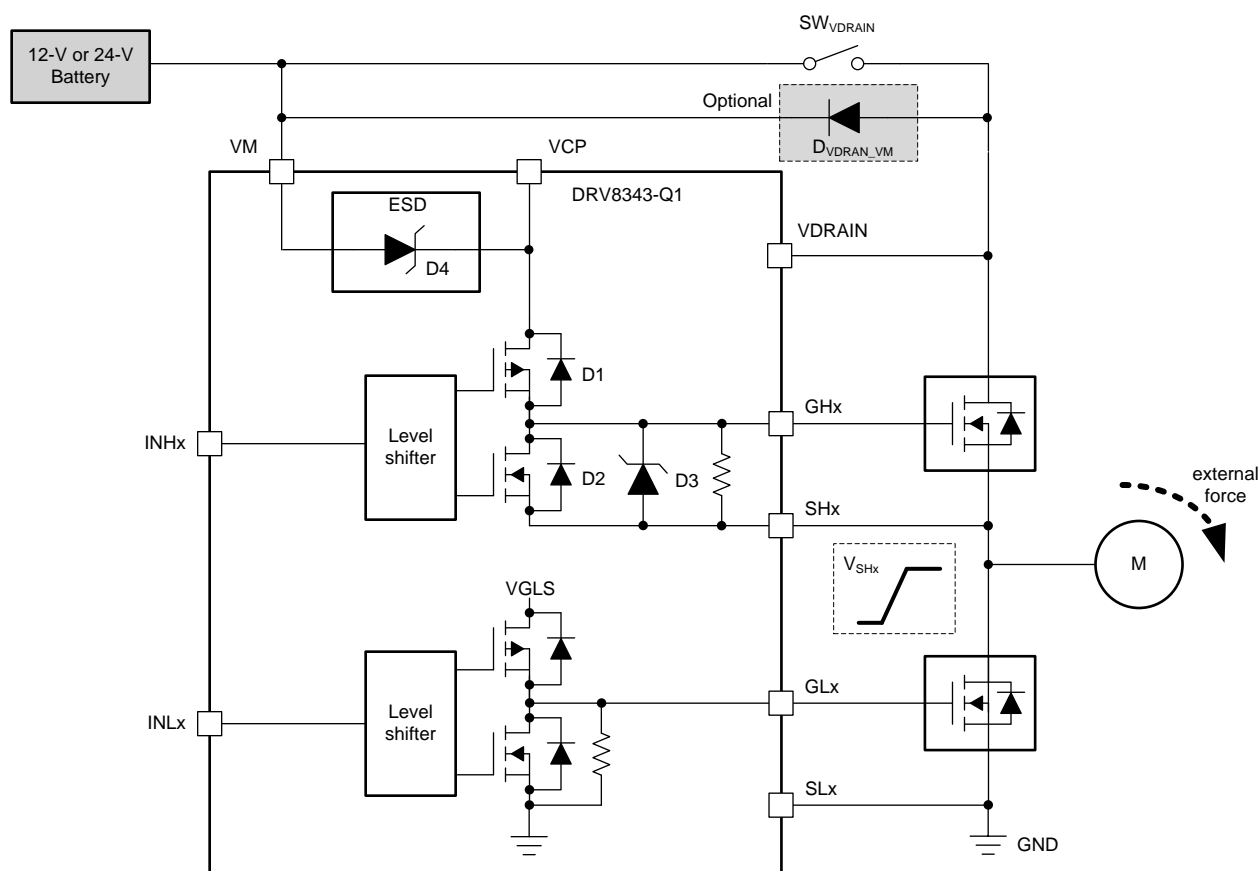 SWVDRAIN
12-V or 24-V
Battery
Optional
DVDRAN_VM
VM
VCP
DRV8343-Q1
ESD
D4
VDRAIN
D1
GHx
INHx
Level
shifter
D2
D3
external
force
SHx
VSHx
M
VGLS
GLx
INLx
Level
shifter
SLx
GND